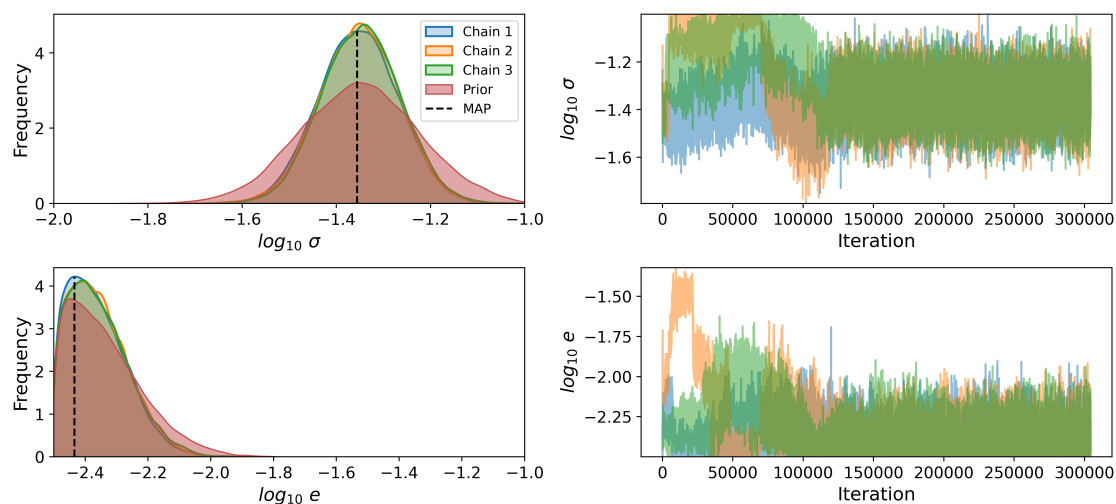 Frequency
4
2
0
Chain 1
Chain 2
Chain 3
Prior
MAP
−2.0 −1.8 −1.6 −1.4 −1.2 −1.0
log₁₀ σ
log₁₀ σ
−1.2
−1.4
−1.6
0 50000 100000 150000 200000 250000 300000
Iteration
Frequency
4
3
2
1
0
−2.4 −2.2 −2.0 −1.8 −1.6 −1.4 −1.2 −1.0
log₁₀ e
log₁₀ e
−1.50
−1.75
−2.00
−2.25
0 50000 100000 150000 200000 250000 300000
Iteration